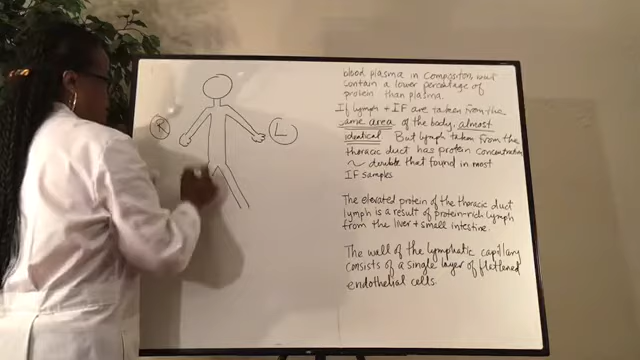 R
L
blood plasma in composition, but
contain a lower percentage of
protein than plasma.
If lymph + IF are taken from the
same area of the body, almost
identical But lymph taken from the
thoracic duct has protein concentration
~ double that found in most
IF samples
The elevated protein of the thoracic duct
lymph is a result of protein-rich lymph
from the liver + small intestine.
The wall of the lymphatic capillary
consists of a single layer of flattened
endothelial cells.